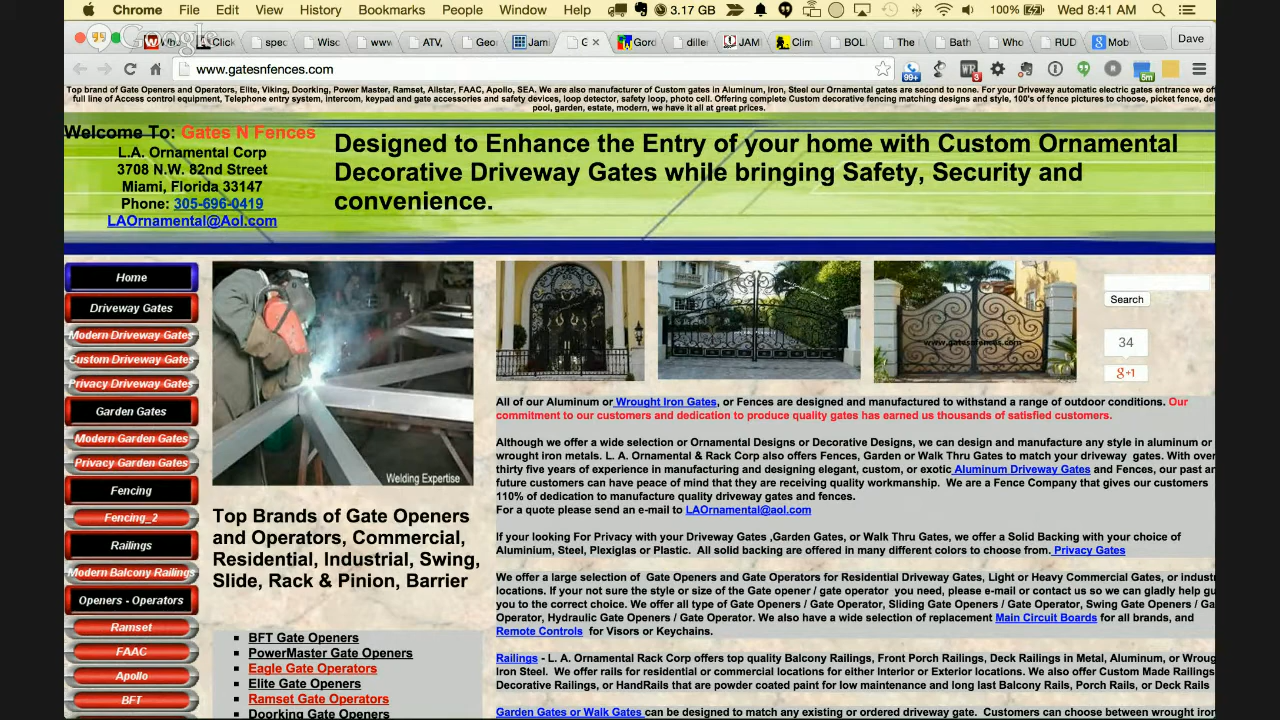 Chrome File Edit View History Bookmarks People Window Help 3.17 GB 100% Wed 8:41 AM
Google
Who Click spec Wisc www ATV, Geo Jam G Gord dille JAM Clim BOL The Bath Who RUD Mob Dave
www.gatesnfences.com 99+ 3 5m
Top brand of Gate Openers and Operators, Elite, Viking, Doorking, Power Master, Ramset, Allstar, FAAC, Apollo, SEA. We are also manufacturer of Custom gates in Aluminum, Iron, Steel our Ornamental gates are second to none. For your Driveway automatic electric gates entrance we off
full line of Access control equipment, Telephone entry system, intercom, keypad and gate accessories and safety devices, loop detector, safety loop, photo cell. Offering complete Custom decorative fencing matching designs and style, 100's of fence pictures to choose, picket fence, de
pool, garden, estate, modern, we have it all at great prices.
Welcome To: Gates N Fences
L.A. Ornamental Corp
3708 N.W. 82nd Street
Miami, Florida 33147
Phone: 305-696-0419
LAOrnamental@Aol.com
Designed to Enhance the Entry of your home with Custom Ornamental
Decorative Driveway Gates while bringing Safety, Security and
convenience.
Home
Driveway Gates
Modern Driveway Gates
Custom Driveway Gates
Privacy Driveway Gates
Garden Gates
Modern Garden Gates
Privacy Garden Gates
Fencing
Fencing_2
Railings
Modern Balcony Railings
Openers - Operators
Ramset
FAAC
Apollo
BFT
Welding Expertise
Top Brands of Gate Openers
and Operators, Commercial,
Residential, Industrial, Swing,
Slide, Rack & Pinion, Barrier
BFT Gate Openers
PowerMaster Gate Openers
Eagle Gate Operators
Elite Gate Openers
Ramset Gate Operators
Doorking Gate Openers
www.gatesnfences.com
Search
34
g+1
All of our Aluminum or Wrought Iron Gates, or Fences are designed and manufactured to withstand a range of outdoor conditions. Our
commitment to our customers and dedication to produce quality gates has earned us thousands of satisfied customers.
Although we offer a wide selection or Ornamental Designs or Decorative Designs, we can design and manufacture any style in aluminum or
wrought iron metals. L. A. Ornamental & Rack Corp also offers Fences, Garden or Walk Thru Gates to match your driveway gates. With over
thirty five years of experience in manufacturing and designing elegant, custom, or exotic Aluminum Driveway Gates and Fences, our past an
future customers can have peace of mind that they are receiving quality workmanship. We are a Fence Company that gives our customers
110% of dedication to manufacture quality driveway gates and fences.
For a quote please send an e-mail to LAOrnamental@aol.com
If your looking For Privacy with your Driveway Gates ,Garden Gates, or Walk Thru Gates, we offer a Solid Backing with your choice of
Aluminium, Steel, Plexiglas or Plastic. All solid backing are offered in many different colors to choose from. Privacy Gates
We offer a large selection of Gate Openers and Gate Operators for Residential Driveway Gates, Light or Heavy Commercial Gates, or industr
locations. If your not sure the style or size of the Gate opener / gate operator you need, please e-mail or contact us so we can gladly help gu
you to the correct choice. We offer all type of Gate Openers / Gate Operator, Sliding Gate Openers / Gate Operator, Swing Gate Openers / Ga
Operator, Hydraulic Gate Openers / Gate Operator. We also have a wide selection of replacement Main Circuit Boards for all brands, and
Remote Controls for Visors or Keychains.
Railings - L. A. Ornamental Rack Corp offers top quality Balcony Railings, Front Porch Railings, Deck Railings in Metal, Aluminum, or Wroug
Iron Steel. We offer rails for residential or commercial locations for either Interior or Exterior locations. We also offer Custom Made Railings
Decorative Railings, or HandRails that are powder coated paint for low maintenance and long last Balcony Rails, Porch Rails, or Deck Rails
Garden Gates or Walk Gates can be designed to match any existing or ordered driveway gate. Customers can choose between wrought iron